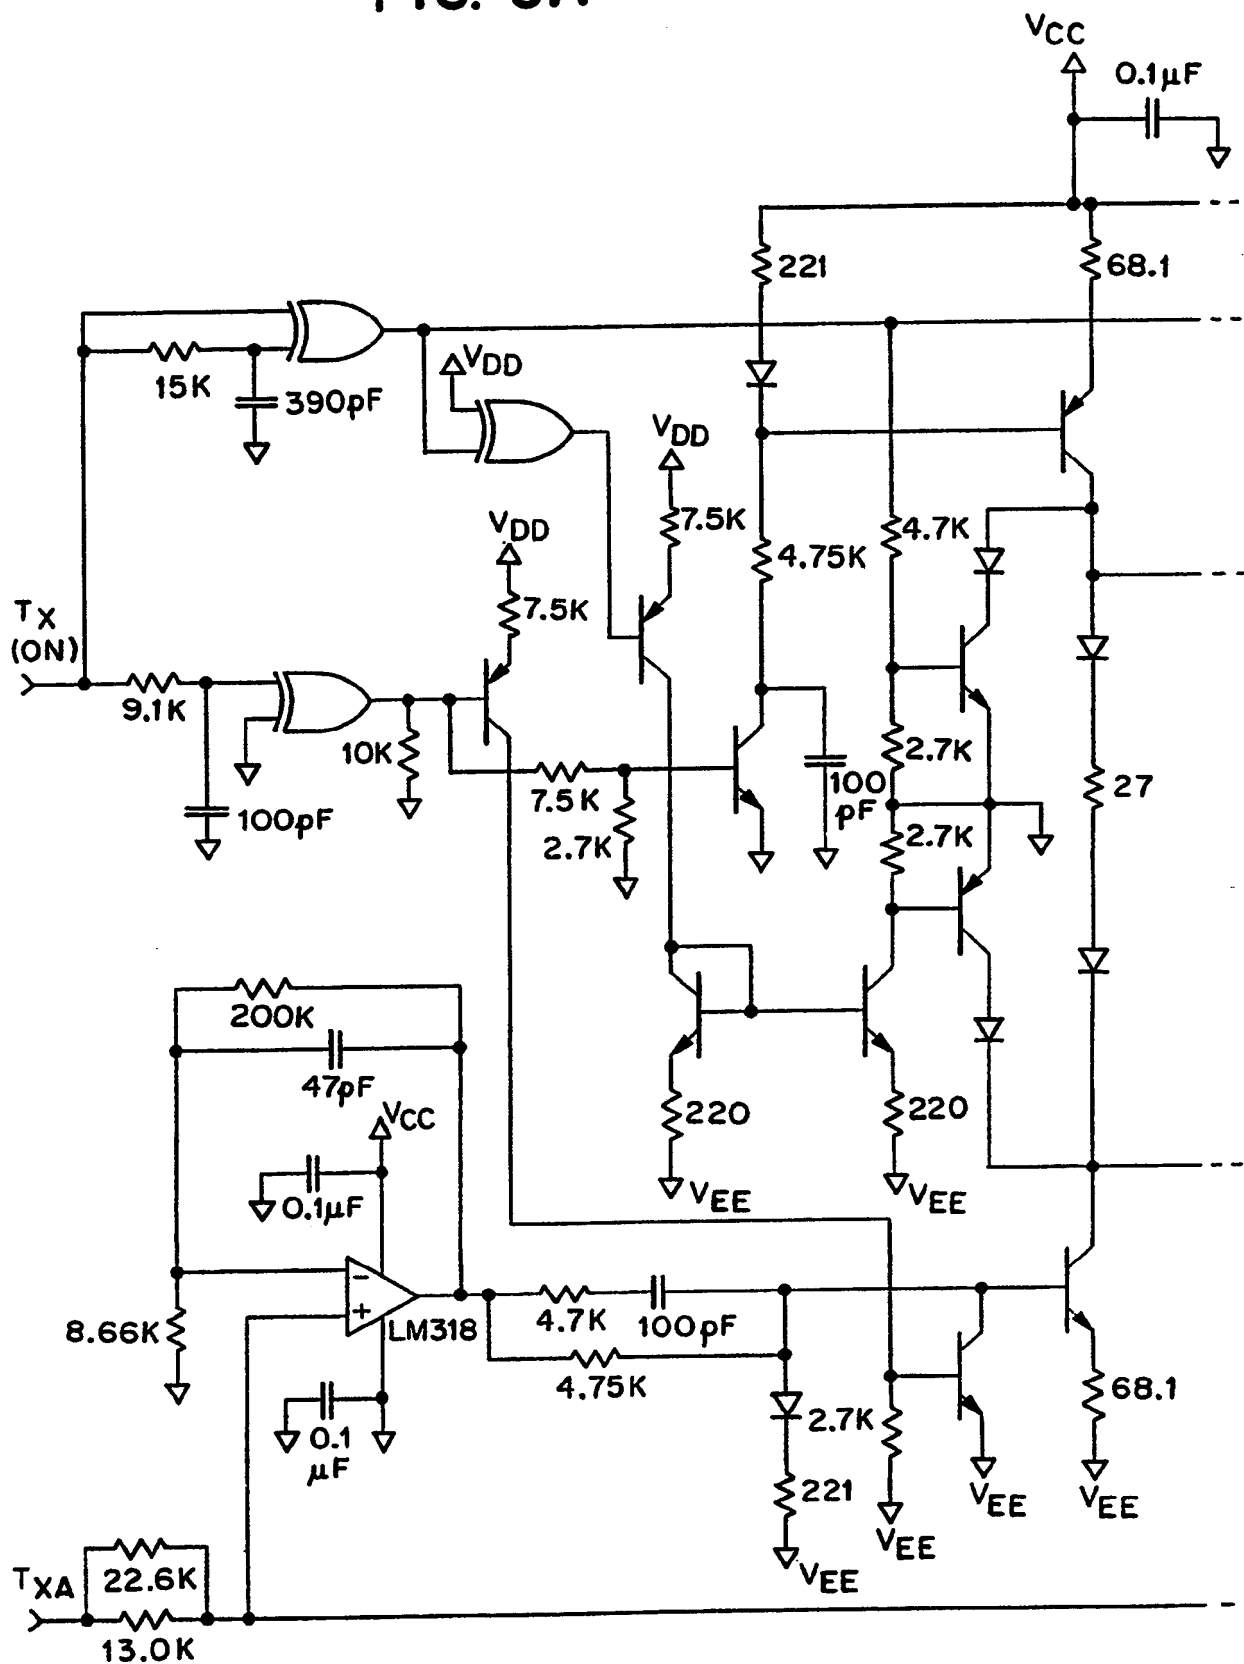 VCC
0.1µF
221
68.1
15K
390pF
VDD
VDD
7.5K
4.7K
VDD
4.75K
7.5K
TX
(ON)
9.1K
10K
2.7K
27
100pF
7.5K
100
pF
2.7K
2.7K
200K
47pF
220
220
VCC
0.1µF
VEE
VEE
−
+
LM318
8.66K
4.7K
100pF
4.75K
68.1
2.7K
0.1
µF
221
VEE
VEE
VEE
VEE
TXA
22.6K
13.0K